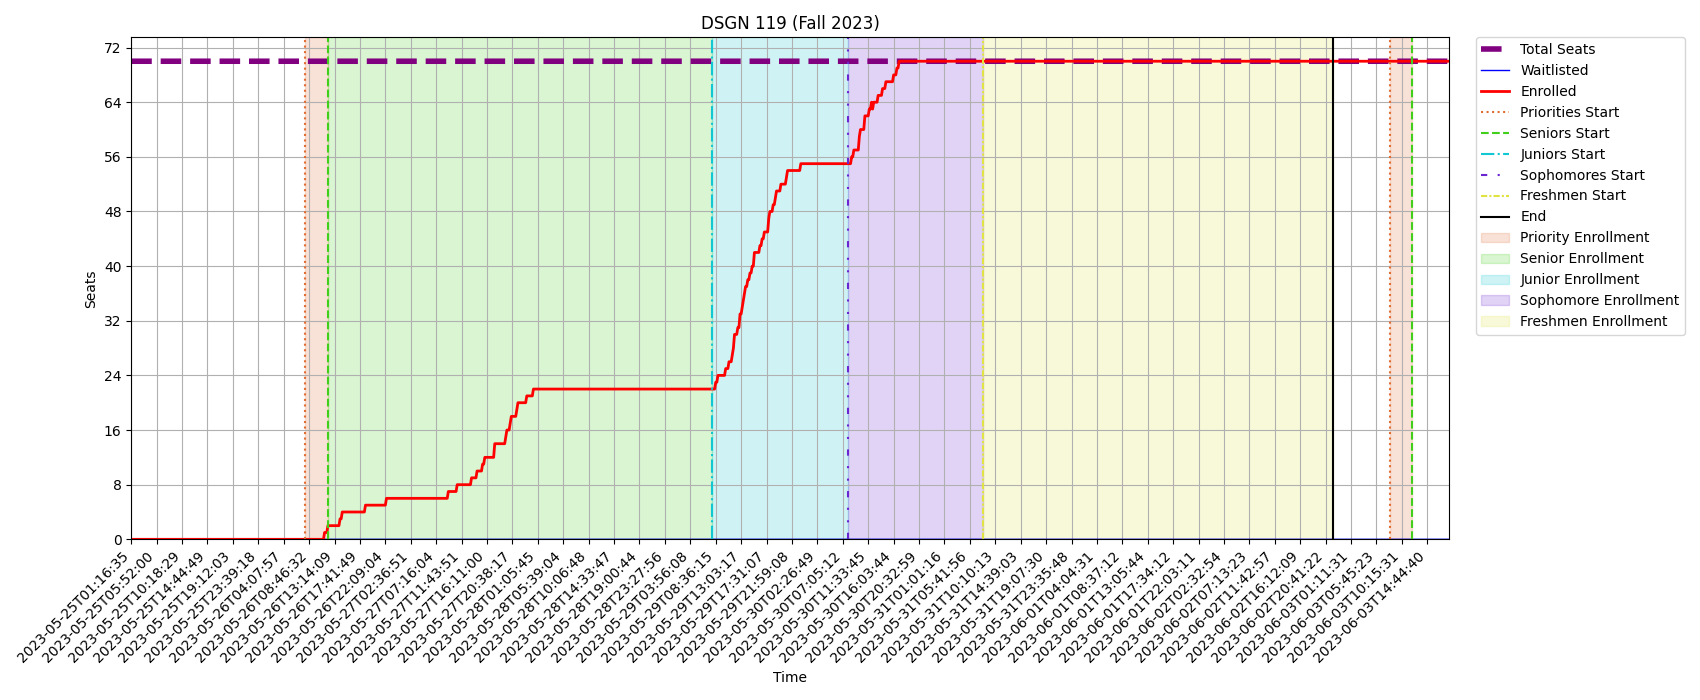 DSGN 119 (Fall 2023)
Seats
72
64
56
48
40
32
24
16
8
0
2023-05-25T01:16:35
2023-05-25T05:52:00
2023-05-25T10:18:29
2023-05-25T14:44:49
2023-05-25T19:12:03
2023-05-25T23:39:18
2023-05-26T04:07:57
2023-05-26T08:46:32
2023-05-26T13:14:09
2023-05-26T17:41:49
2023-05-26T22:09:04
2023-05-27T02:36:51
2023-05-27T07:16:04
2023-05-27T11:43:51
2023-05-27T16:11:00
2023-05-27T20:38:17
2023-05-28T01:05:45
2023-05-28T05:39:04
2023-05-28T10:06:48
2023-05-28T14:33:47
2023-05-28T19:00:44
2023-05-28T23:27:56
2023-05-29T03:56:08
2023-05-29T08:36:15
2023-05-29T13:03:17
2023-05-29T17:31:07
2023-05-29T21:59:08
2023-05-30T02:26:49
2023-05-30T07:05:12
2023-05-30T11:33:45
2023-05-30T16:03:44
2023-05-30T20:32:59
2023-05-31T01:01:16
2023-05-31T05:41:56
2023-05-31T10:10:13
2023-05-31T14:39:03
2023-05-31T19:07:30
2023-05-31T23:35:48
2023-06-01T04:04:31
2023-06-01T08:37:12
2023-06-01T13:05:44
2023-06-01T17:34:12
2023-06-01T22:03:11
2023-06-02T02:32:54
2023-06-02T07:13:23
2023-06-02T11:42:57
2023-06-02T16:12:09
2023-06-02T20:41:22
2023-06-03T01:11:31
2023-06-03T05:45:23
2023-06-03T10:15:31
2023-06-03T14:44:40
Time
Total Seats
Waitlisted
Enrolled
Priorities Start
Seniors Start
Juniors Start
Sophomores Start
Freshmen Start
End
Priority Enrollment
Senior Enrollment
Junior Enrollment
Sophomore Enrollment
Freshmen Enrollment